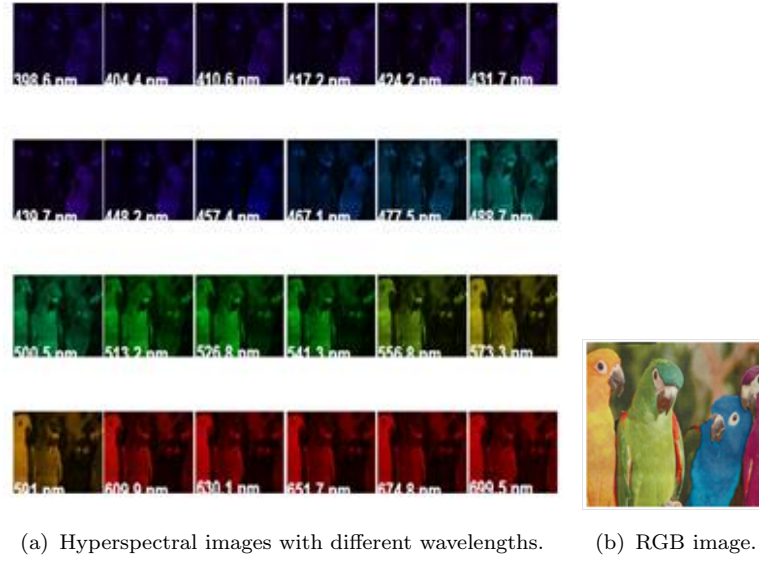 398.6 nm 404.4 nm 410.6 nm 417.2 nm 424.2 nm 431.7 nm
439.7 nm 448.2 nm 457.4 nm 467.1 nm 477.5 nm 488.7 nm
500.5 nm 513.2 nm 526.8 nm 541.3 nm 556.8 nm 573.3 nm
591 nm 609.9 nm 630.1 nm 651.7 nm 674.8 nm 699.5 nm
(a) Hyperspectral images with different wavelengths.
(b) RGB image.